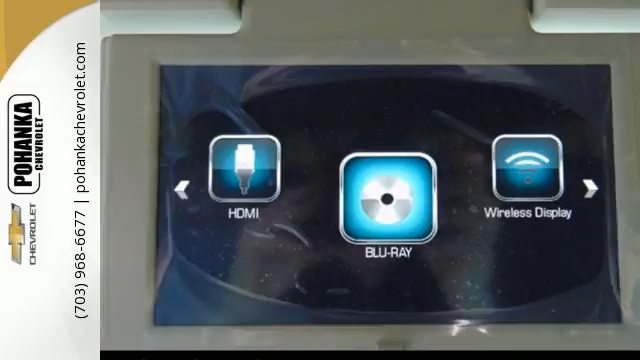 POHANKA
CHEVROLET
CHEVROLET
(703) 968-6677 | pohankachevrolet.com
HDMI
BLU-RAY
Wireless Display